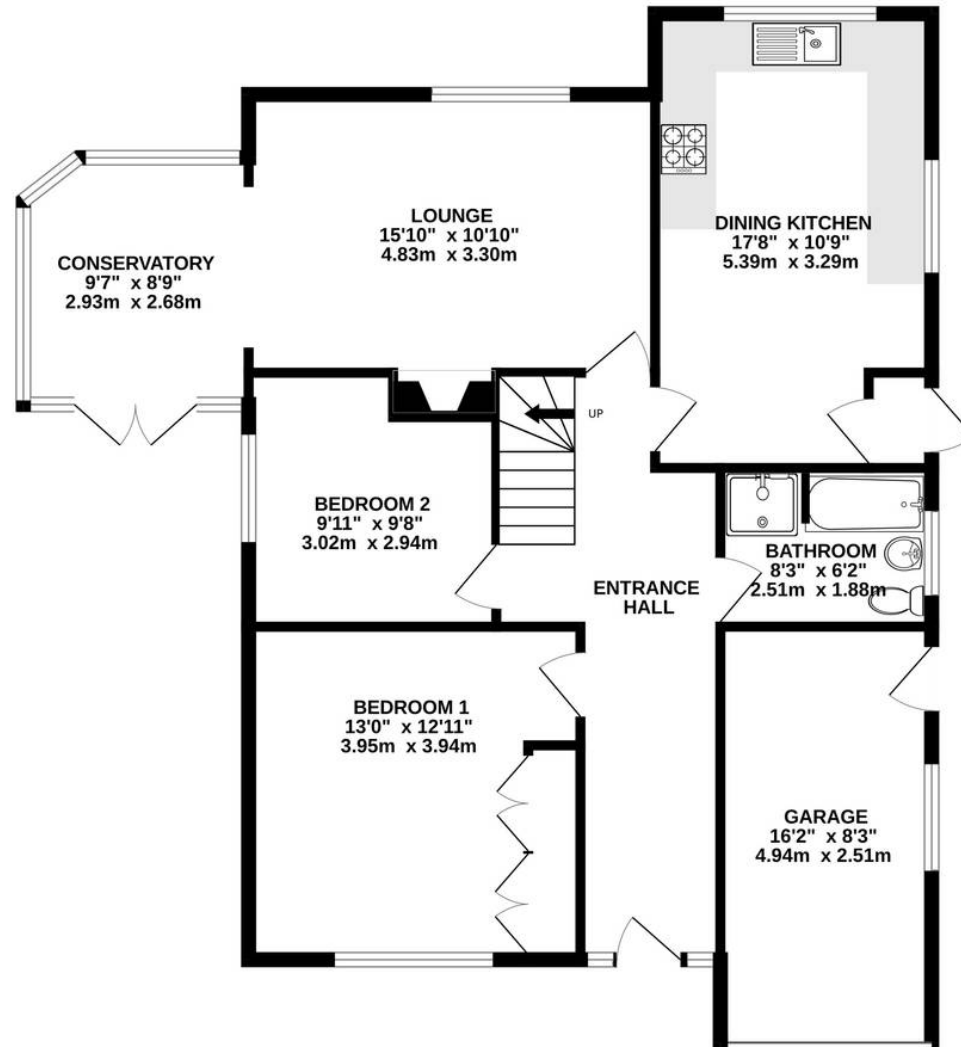 LOUNGE
15'10" x 10'10"
4.83m x 3.30m
DINING KITCHEN
17'8" x 10'9"
5.39m x 3.29m
CONSERVATORY
9'7" x 8'9"
2.93m x 2.68m
UP
BEDROOM 2
9'11" x 9'8"
3.02m x 2.94m
BATHROOM
8'3" x 6'2"
2.51m x 1.88m
ENTRANCE
HALL
BEDROOM 1
13'0" x 12'11"
3.95m x 3.94m
GARAGE
16'2" x 8'3"
4.94m x 2.51m